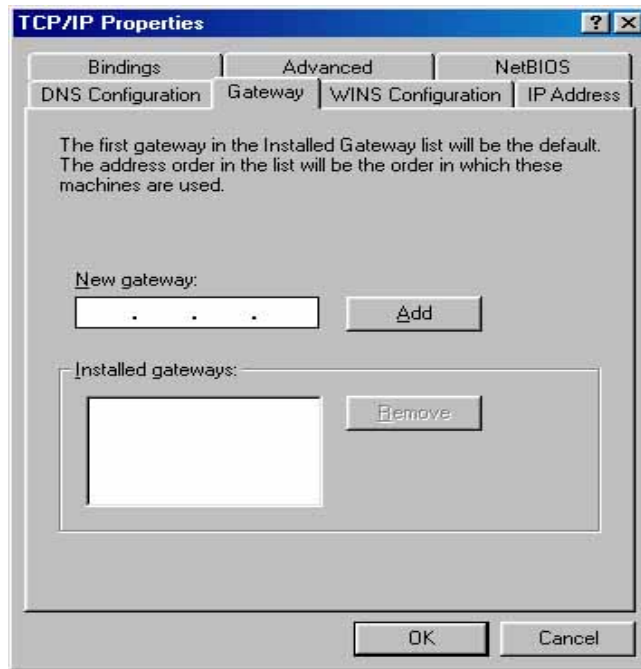 TCP/IP Properties
? ×
Bindings Advanced NetBIOS
DNS Configuration Gateway WINS Configuration IP Address
The first gateway in the Installed Gateway list will be the default.
The address order in the list will be the order in which these
machines are used.
New gateway:
. . .
Add
Installed gateways:
Remove
OK Cancel